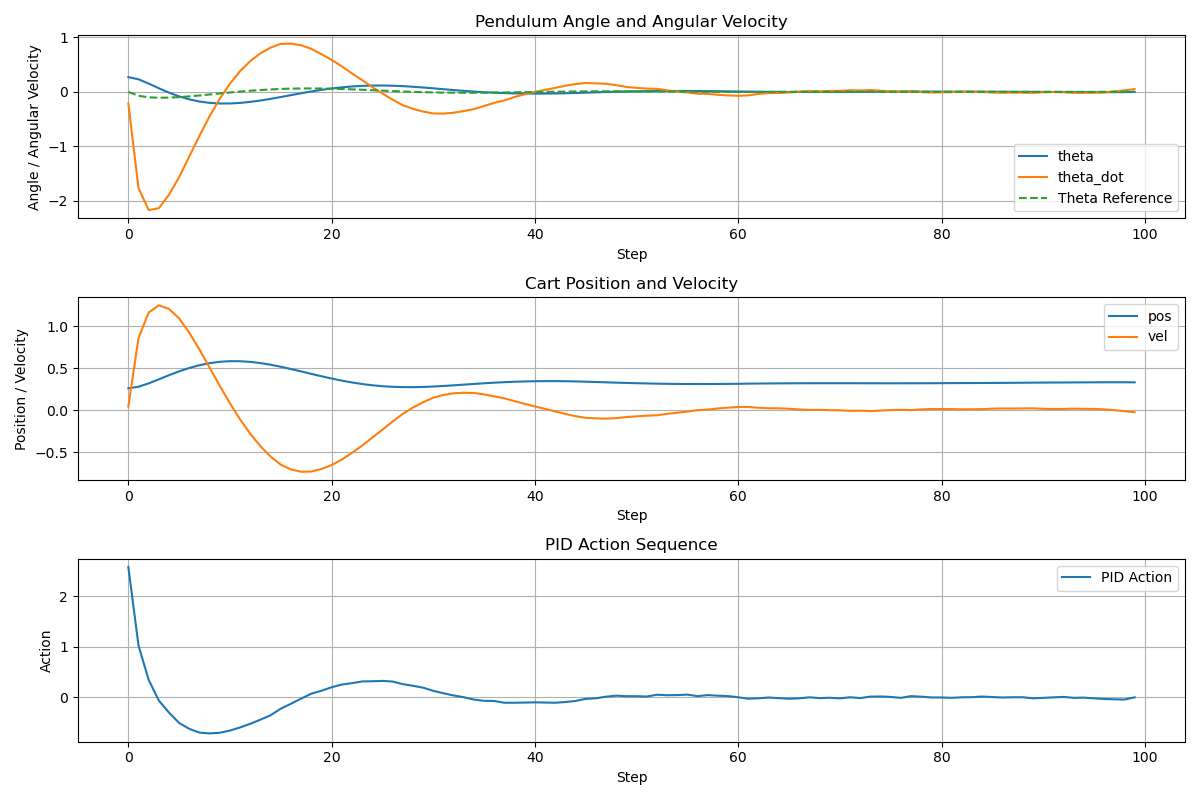 Pendulum Angle and Angular Velocity
Angle / Angular Velocity
1
0
−1
−2
theta
theta_dot
Theta Reference
0 20 40 60 80 100
Step
Cart Position and Velocity
Position / Velocity
1.0
0.5
0.0
−0.5
pos
vel
0 20 40 60 80 100
Step
PID Action Sequence
Action
2
1
0
PID Action
0 20 40 60 80 100
Step